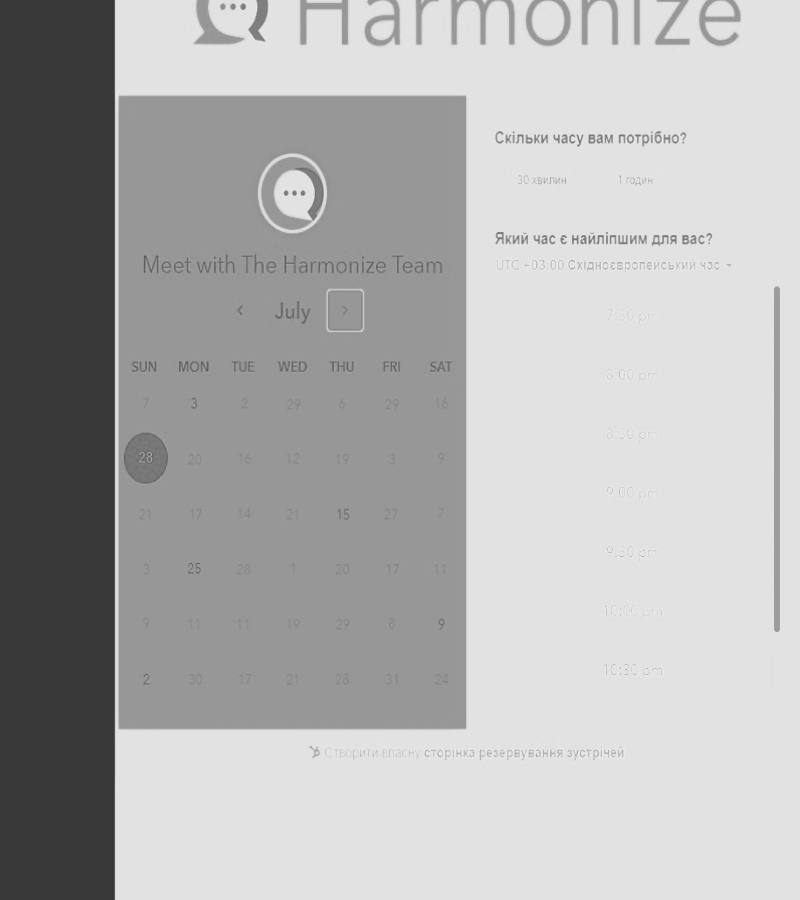 Harmonize
Meet with The Harmonize Team
July
SUN MON TUE WED THU FRI SAT
7 3 2 29 6 29 16
28 20 16 12 19 3 9
21 17 14 21 15 27 7
3 25 28 1 20 17 11
9 11 11 19 29 8 9
2 30 17 21 28 31 24
Скільки часу вам потрібно?
30 хвилин 1 годин
Який час є найліпшим для вас?
UTC +03:00 Східноєвропейський час
7:30 pm
8:00 pm
8:30 pm
9:00 pm
9:30 pm
10:00 pm
10:30 pm
Створити власну сторінка резервування зустрічей